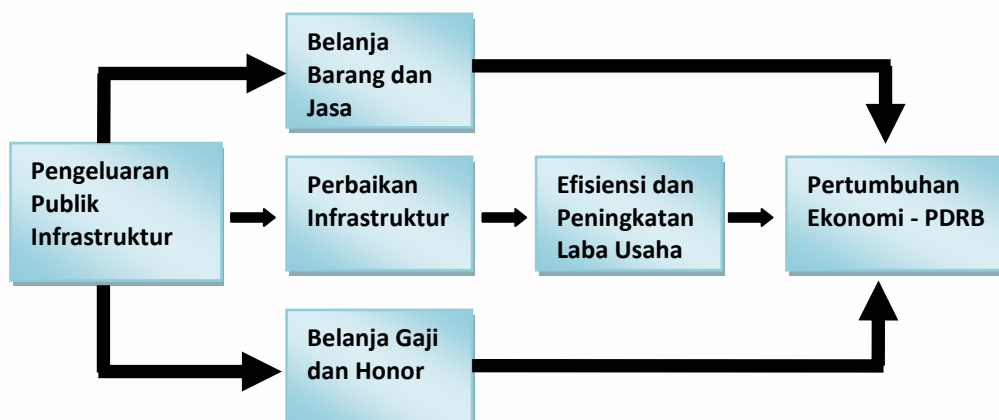 Belanja
Barang dan
Jasa
Pengeluaran
Publik
Infrastruktur
Perbaikan
Infrastruktur
Efisiensi dan
Peningkatan
Laba Usaha
Pertumbuhan
Ekonomi - PDRB
Belanja Gaji
dan Honor